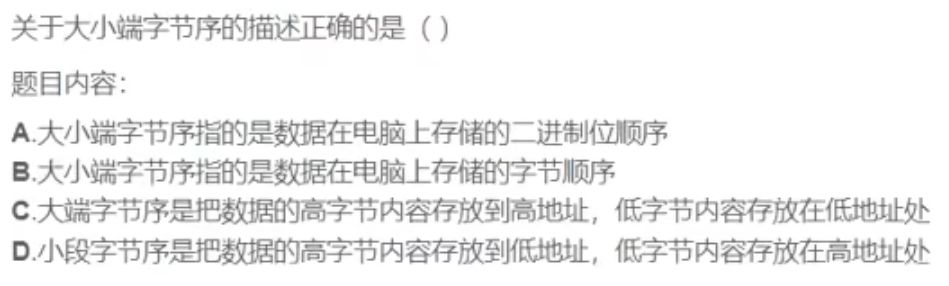 关于大小端字节序的描述正确的是（ ）
题目内容：
A.大小端字节序指的是数据在电脑上存储的二进制位顺序
B.大小端字节序指的是数据在电脑上存储的字节顺序
C.大端字节序是把数据的高字节内容存放到高地址，低字节内容存放在低地址处
D.小段字节序是把数据的高字节内容存放到低地址，低字节内容存放在高地址处